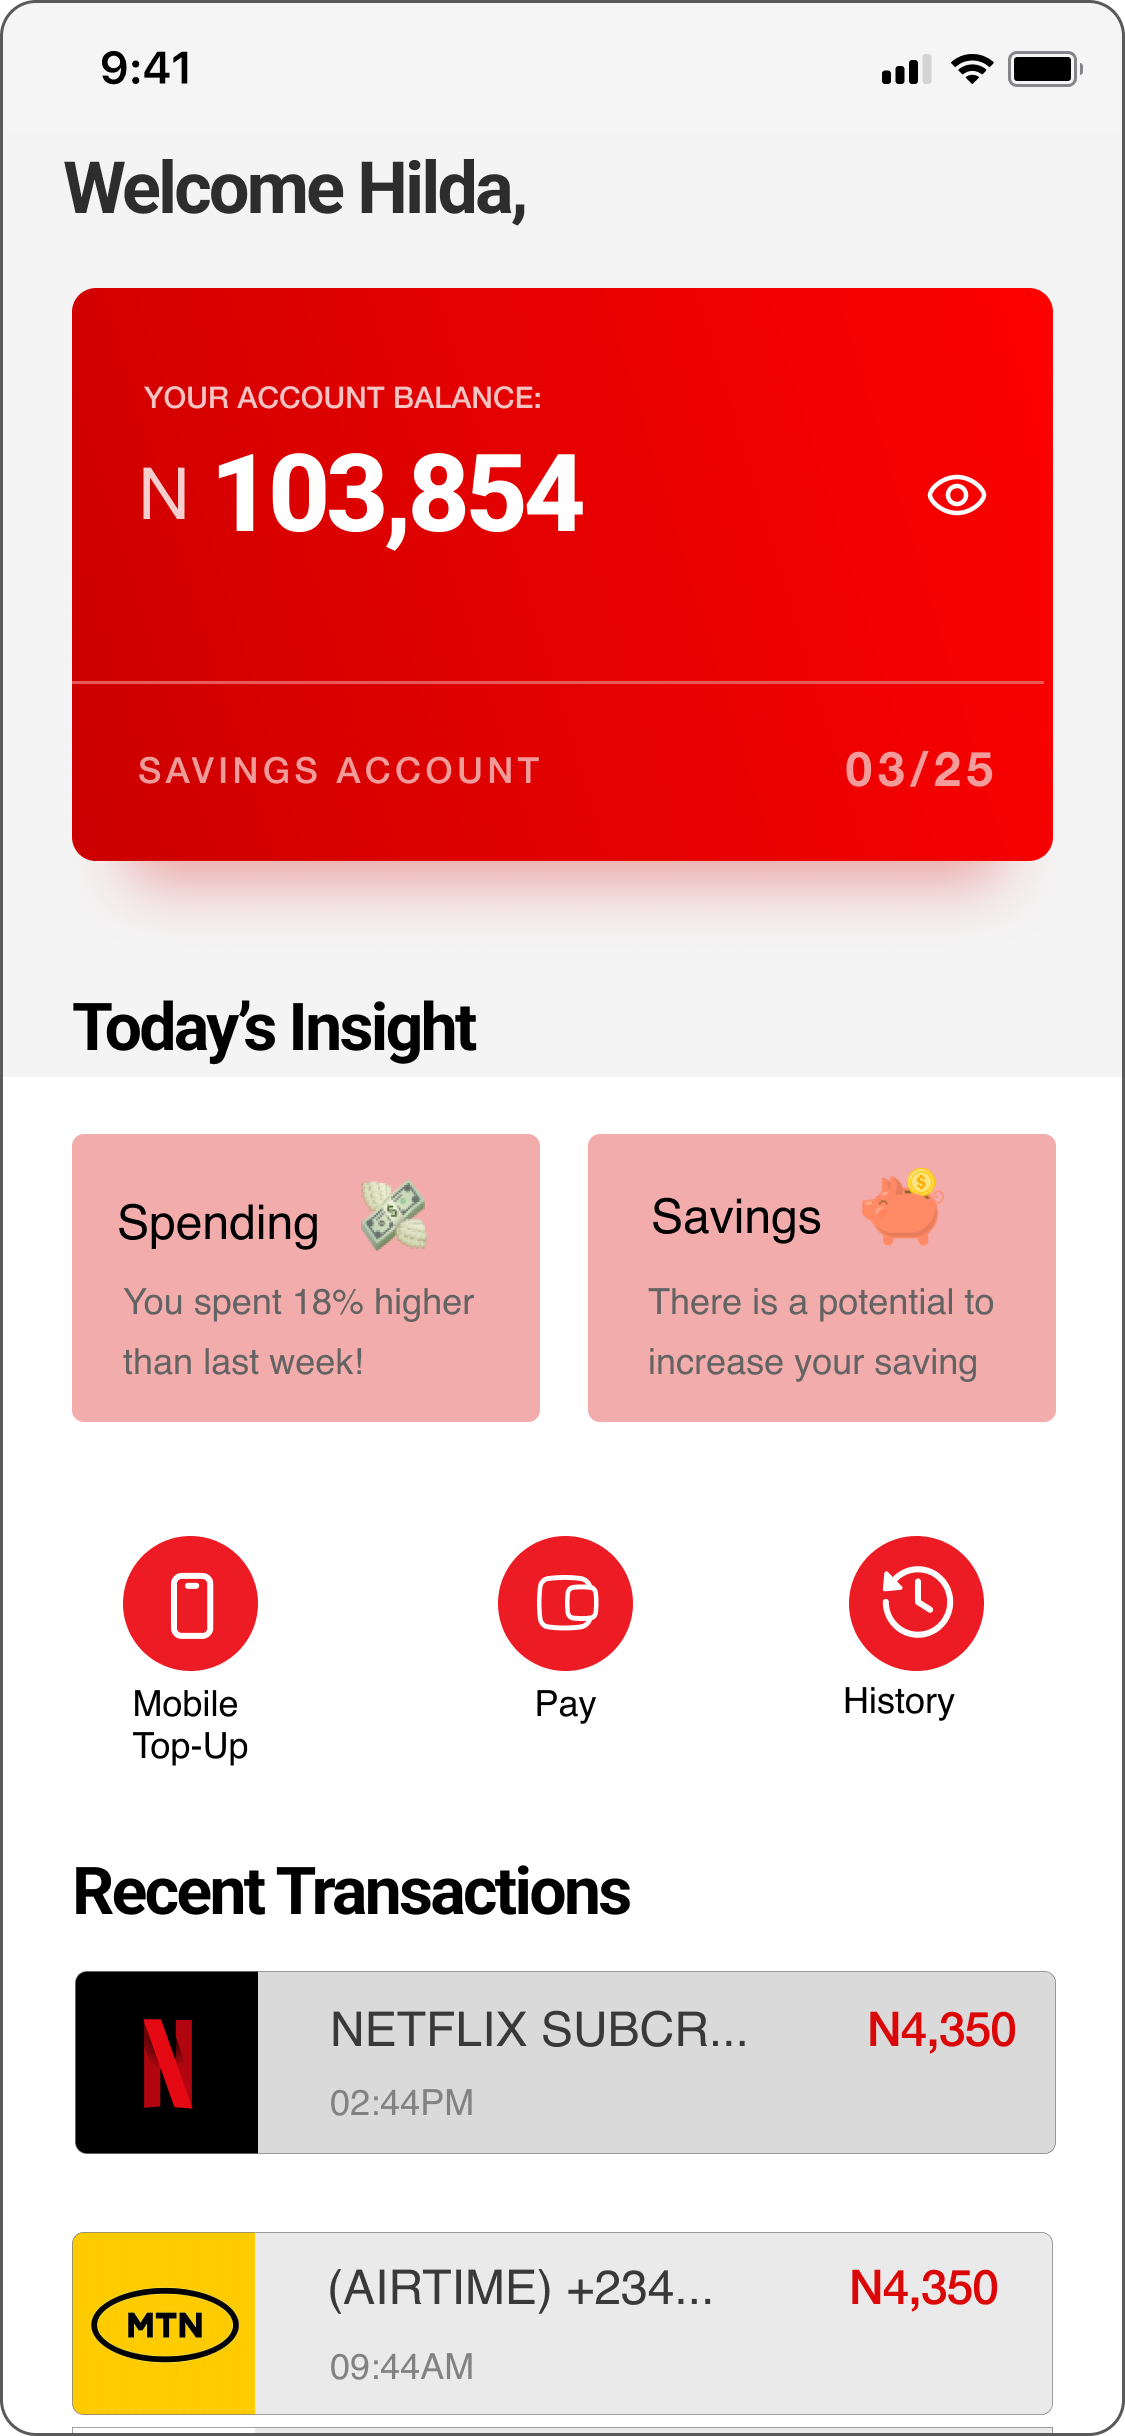 9:41
Welcome Hilda,
YOUR ACCOUNT BALANCE:
N 103,854
SAVINGS ACCOUNT 03/25
Today’s Insight
Spending
You spent 18% higher
than last week!
Savings
There is a potential to
increase your saving
Mobile
Top-Up
Pay
History
Recent Transactions
NETFLIX SUBCR... N4,350
02:44PM
MTN
(AIRTIME) +234... N4,350
09:44AM